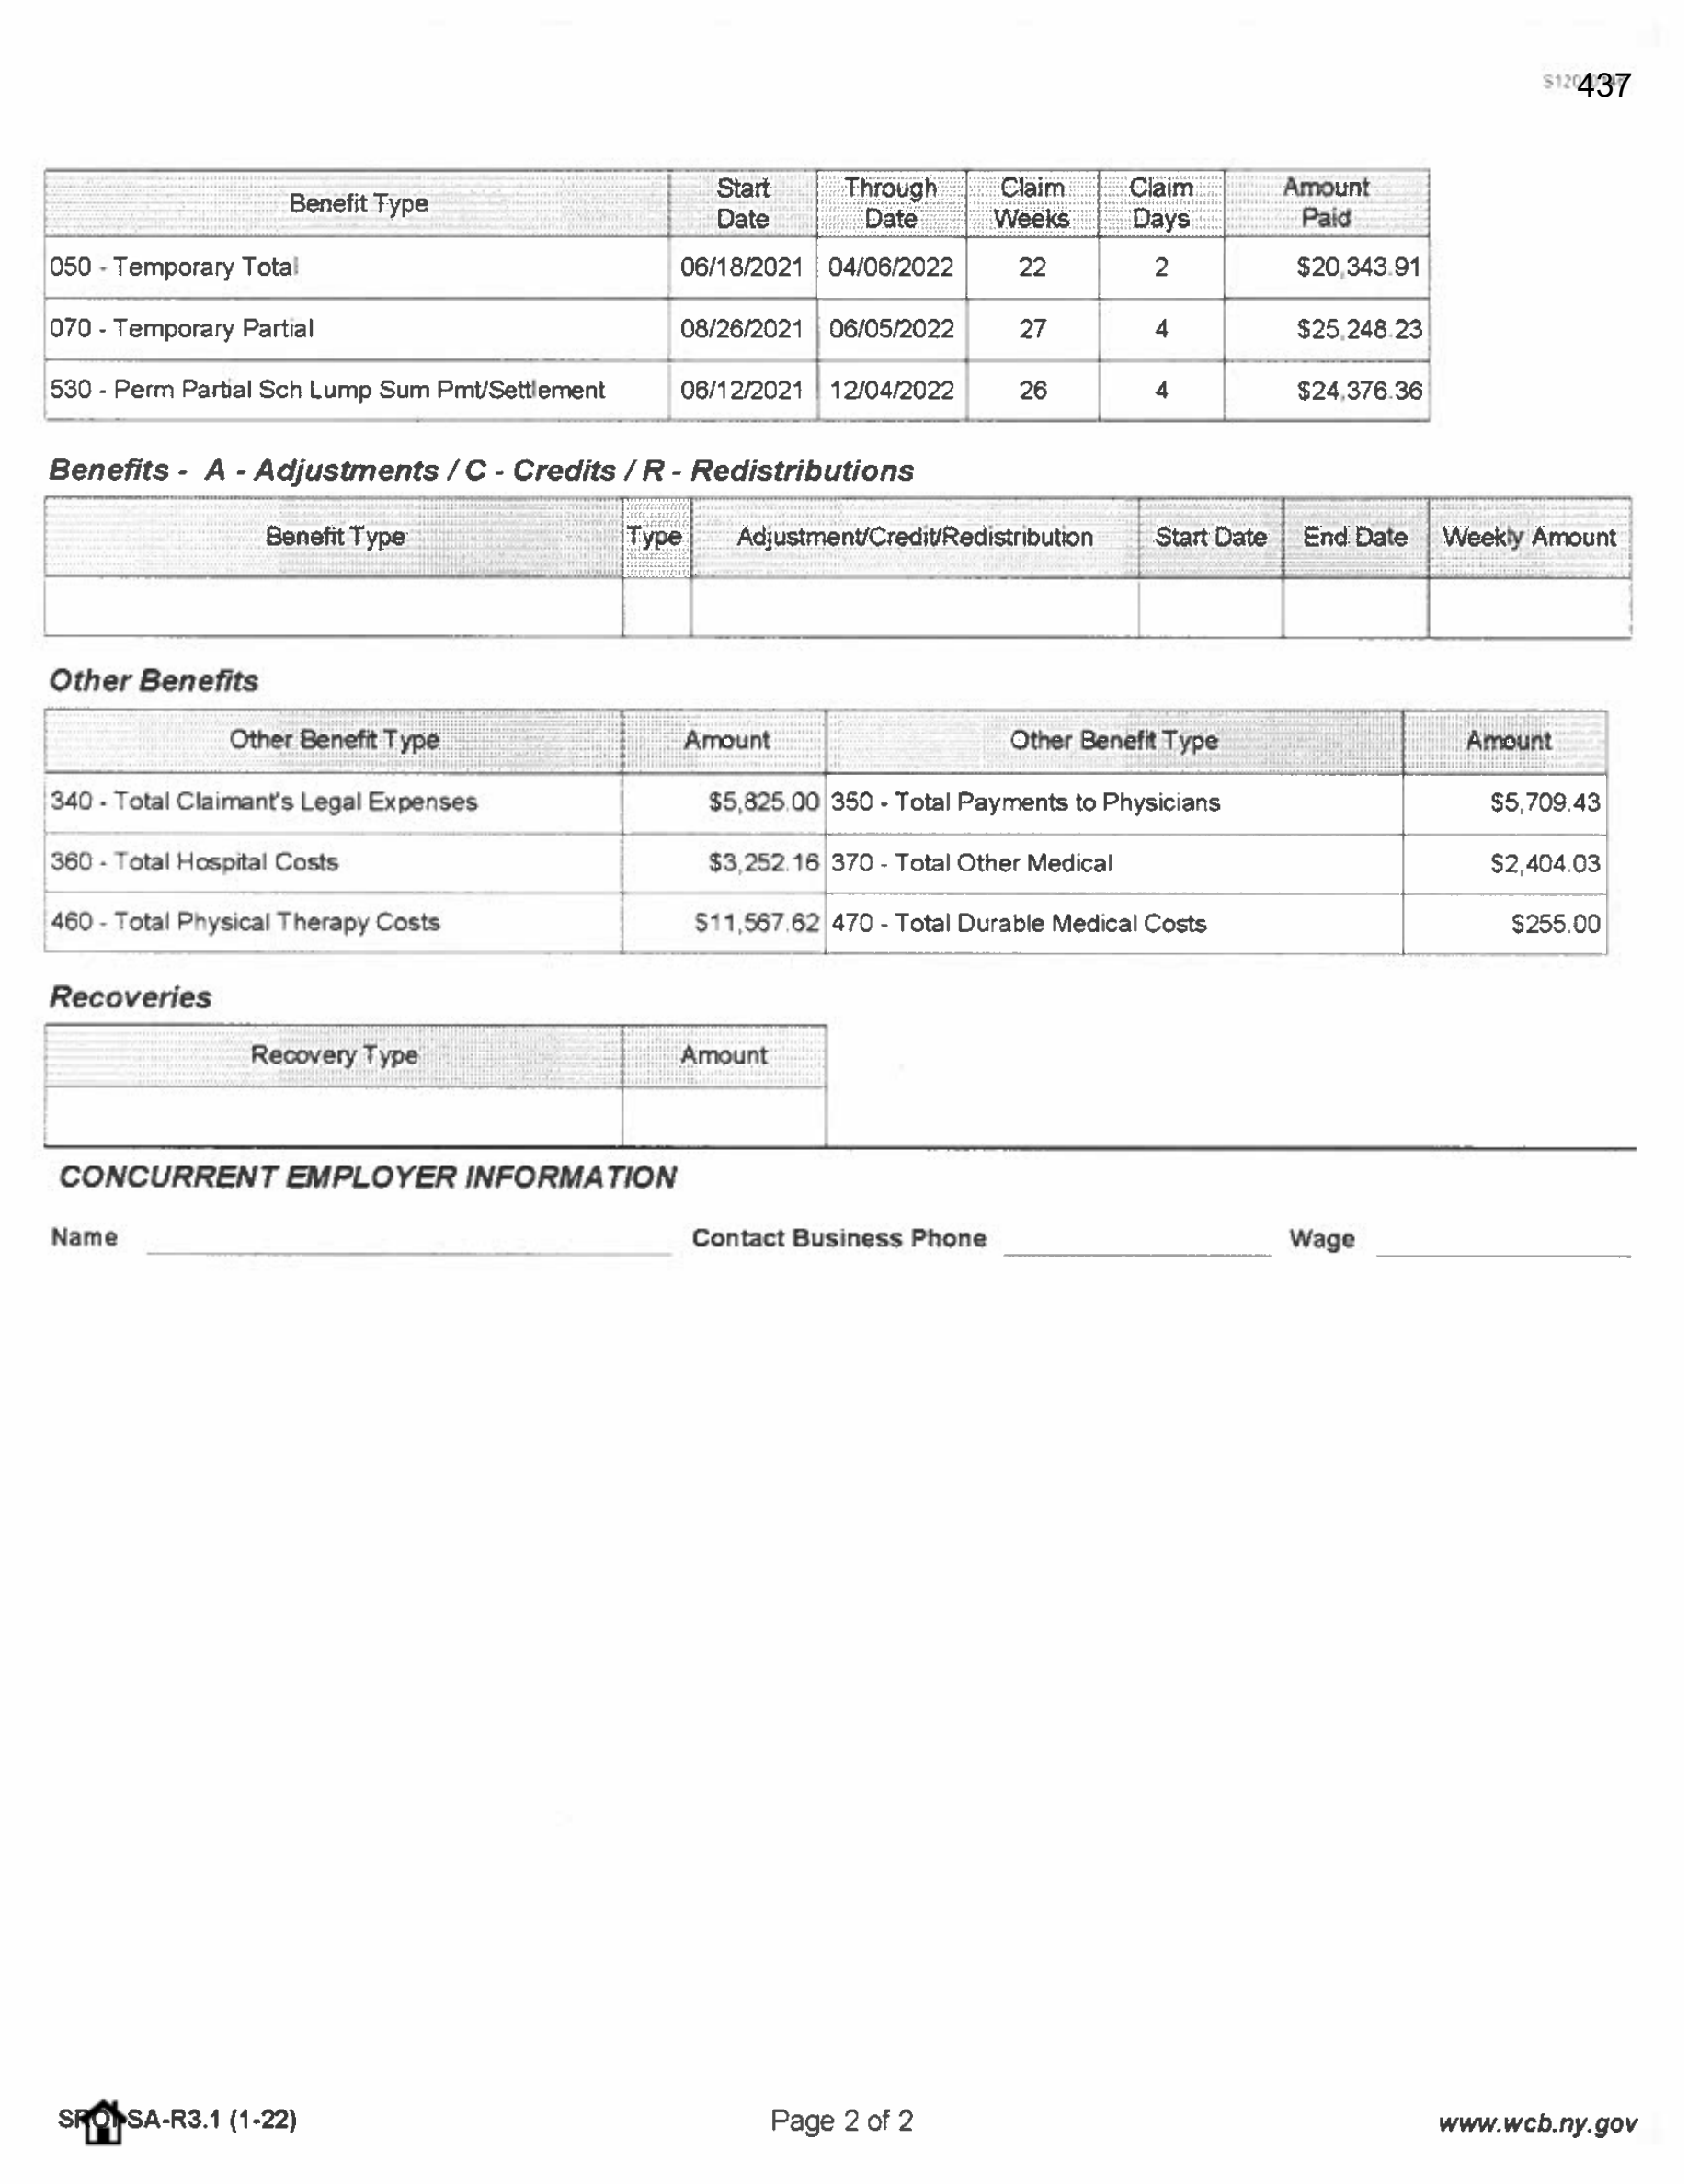 437
Benefit Type Start Date Through Date Claim Weeks Claim Days Amount Paid
050 - Temporary Total 06/18/2021 04/06/2022 22 2 $20,343.91
070 - Temporary Partial 08/26/2021 06/05/2022 27 4 $25,248.23
530 - Perm Partial Sch Lump Sum Pmt/Settlement 06/12/2021 12/04/2022 26 4 $24,376.36
Benefits - A - Adjustments / C - Credits / R - Redistributions
Benefit Type Type Adjustment/Credit/Redistribution Start Date End Date Weekly Amount
Other Benefits
Other Benefit Type Amount Other Benefit Type Amount
340 - Total Claimant's Legal Expenses $5,825.00 350 - Total Payments to Physicians $5,709.43
360 - Total Hospital Costs $3,252.16 370 - Total Other Medical $2,404.03
460 - Total Physical Therapy Costs $11,567.62 470 - Total Durable Medical Costs $255.00
Recoveries
Recovery Type Amount
CONCURRENT EMPLOYER INFORMATION
Name Contact Business Phone Wage
SA-R3.1 (1-22) Page 2 of 2 www.wcb.ny.gov